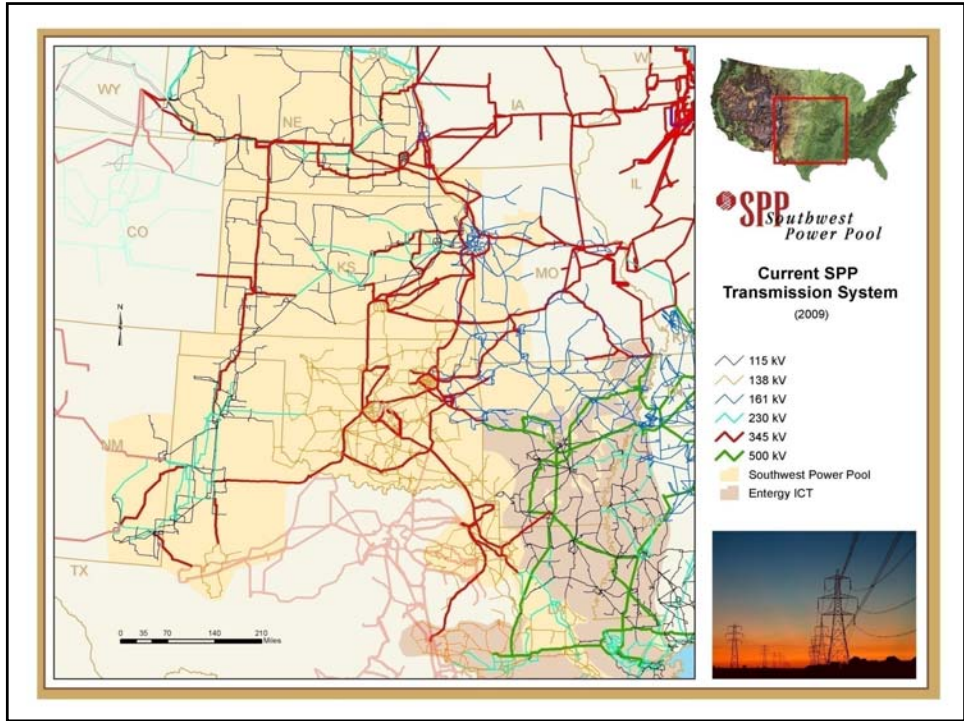 WY
NE
IA
IL
CO
KS
MO
N
NM
TX
0 35 70 140 210
Miles
SPP
Southwest
Power Pool
Current SPP
Transmission System
(2009)
115 kV
138 kV
161 kV
230 kV
345 kV
500 kV
Southwest Power Pool
Entergy ICT